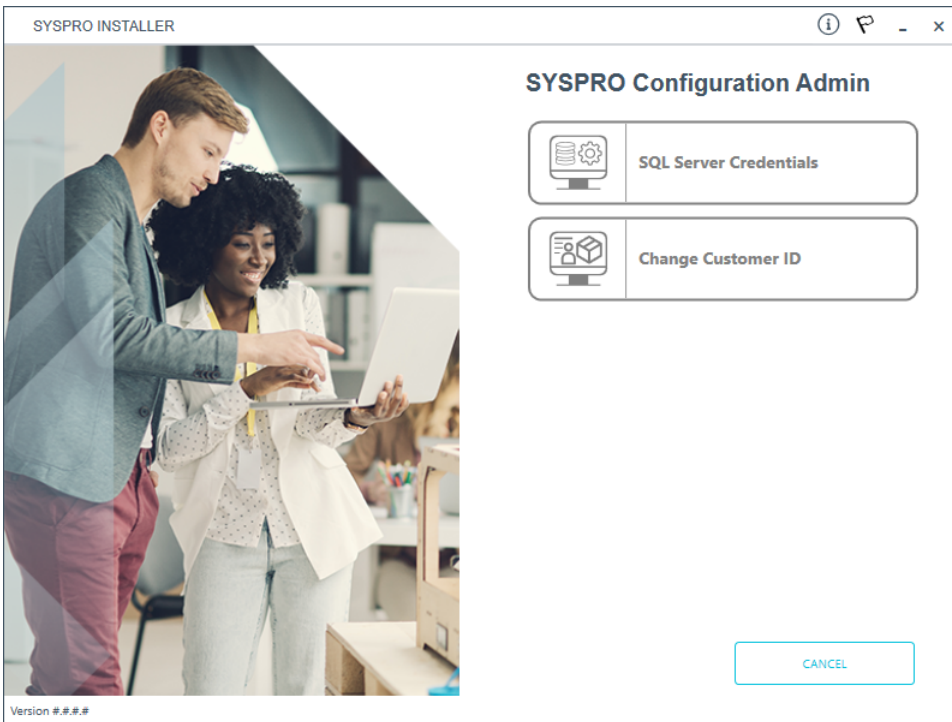 SYSPRO INSTALLER
SYSPRO Configuration Admin
SQL Server Credentials
Change Customer ID
CANCEL
Version #.#.#.#